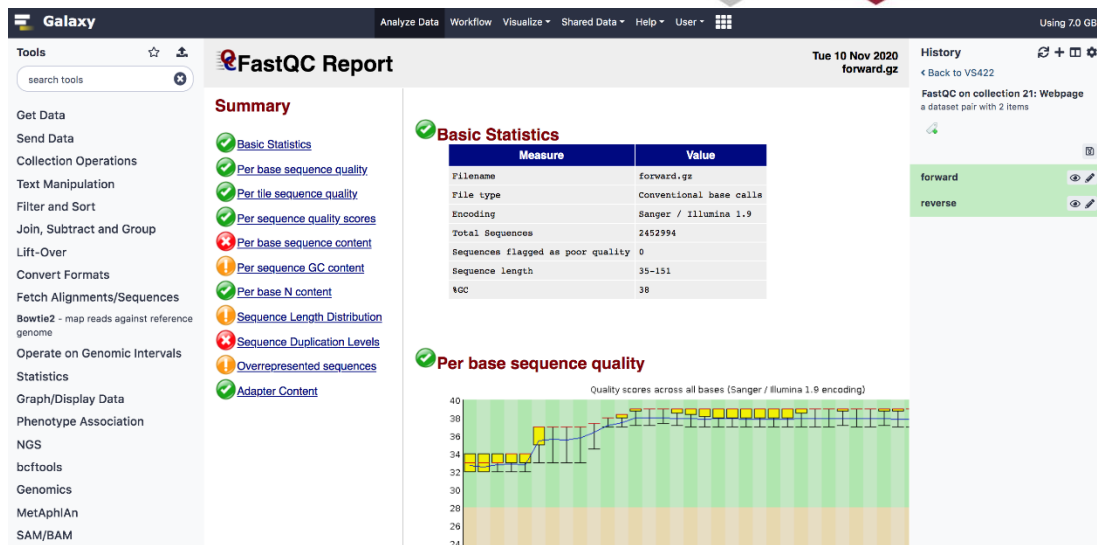 Galaxy
Analyze Data Workflow Visualize Shared Data Help User
Using 7.0 GB
Tools
search tools
Get Data
Send Data
Collection Operations
Text Manipulation
Filter and Sort
Join, Subtract and Group
Lift-Over
Convert Formats
Fetch Alignments/Sequences
Bowtie2 - map reads against reference
genome
Operate on Genomic Intervals
Statistics
Graph/Display Data
Phenotype Association
NGS
bcftools
Genomics
MetAphlAn
SAM/BAM
FastQC Report
Tue 10 Nov 2020
forward.gz
Summary
Basic Statistics
Per base sequence quality
Per tile sequence quality
Per sequence quality scores
Per base sequence content
Per sequence GC content
Per base N content
Sequence Length Distribution
Sequence Duplication Levels
Overrepresented sequences
Adapter Content
Basic Statistics
Measure Value
Filename forward.gz
File type Conventional base calls
Encoding Sanger / Illumina 1.9
Total Sequences 2452994
Sequences flagged as poor quality 0
Sequence length 35-151
%GC 38
Per base sequence quality
Quality scores across all bases (Sanger / Illumina 1.9 encoding)
40
38
36
34
32
30
28
26
24
History
< Back to VS422
FastQC on collection 21: Webpage
a dataset pair with 2 items
forward
reverse